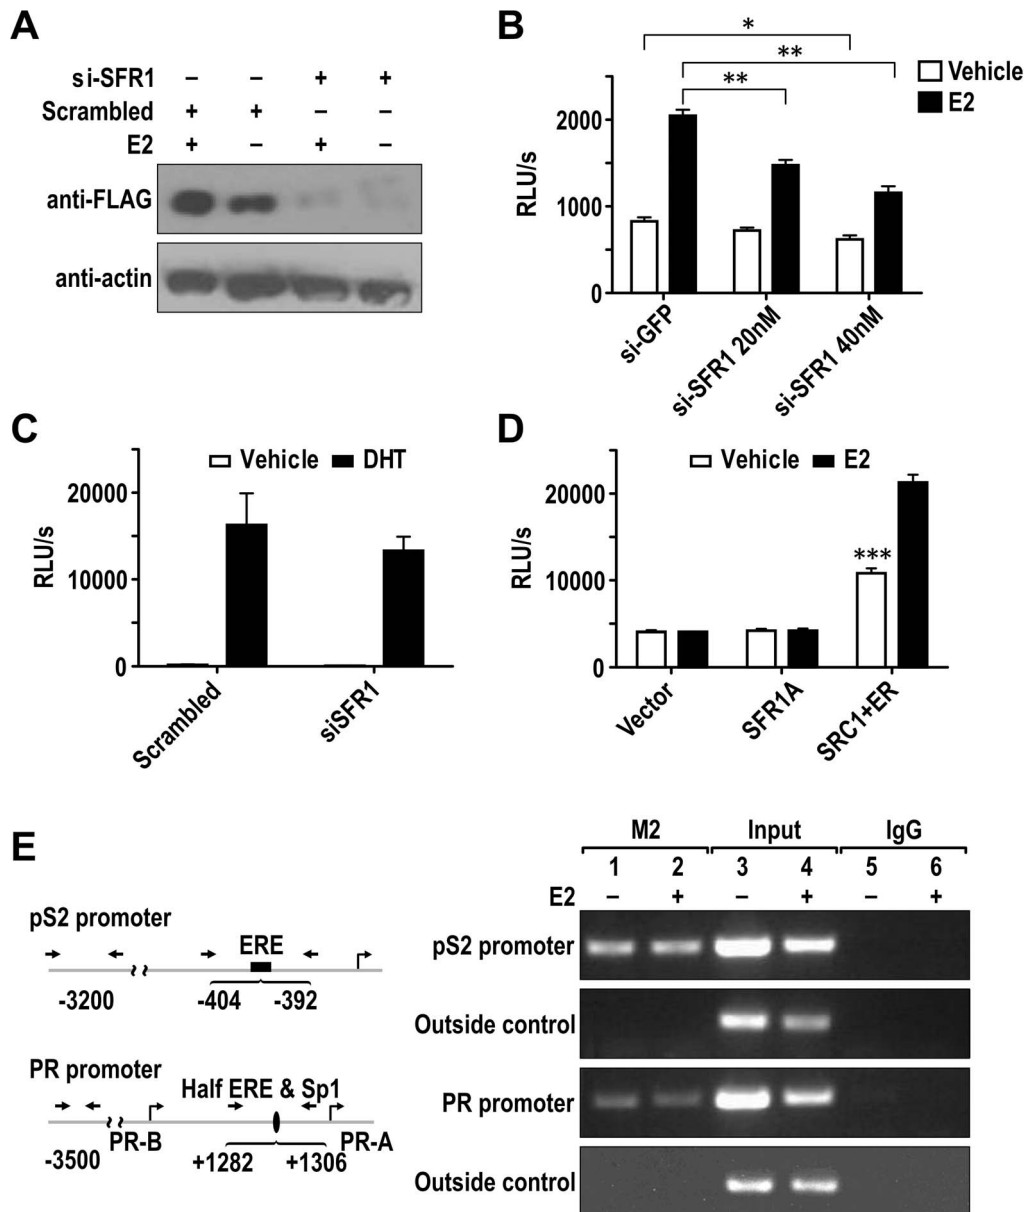 A
si-SFR1 – – + +
Scrambled + + – –
E2 + – + –
anti-FLAG
anti-actin
B
* ** **
Vehicle
E2
RLU/s
2000
1000
0
si-GFP
si-SFR1 20nM
si-SFR1 40nM
C
Vehicle DHT
RLU/s
20000
10000
0
Scrambled
siSFR1
D
Vehicle E2
RLU/s
20000
10000
0
***
Vector
SFR1A
SRC1+ER
E
pS2 promoter
ERE
-3200 -404 -392
PR promoter
Half ERE & Sp1
PR-B PR-A
-3500 +1282 +1306
M2 Input IgG
1 2 3 4 5 6
E2 – + – + – +
pS2 promoter
Outside control
PR promoter
Outside control